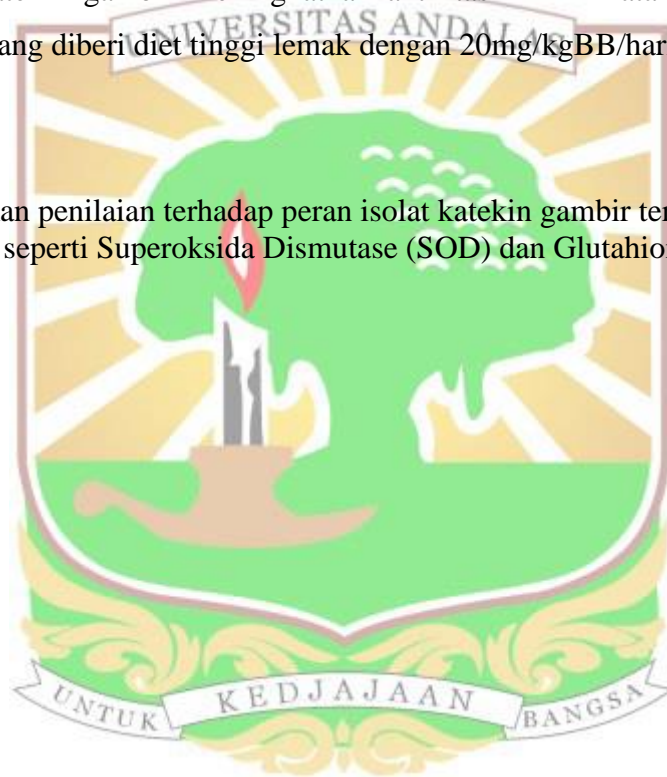 UNIVERSITAS ANDALAS
ang diberi diet tinggi lemak dengan 20mg/kgBB/har
an penilaian terhadap peran isolat katekin gambir ter
seperti Superoksida Dismutase (SOD) dan Glutahion
UNTUK KEDJAJAAN BANGSA